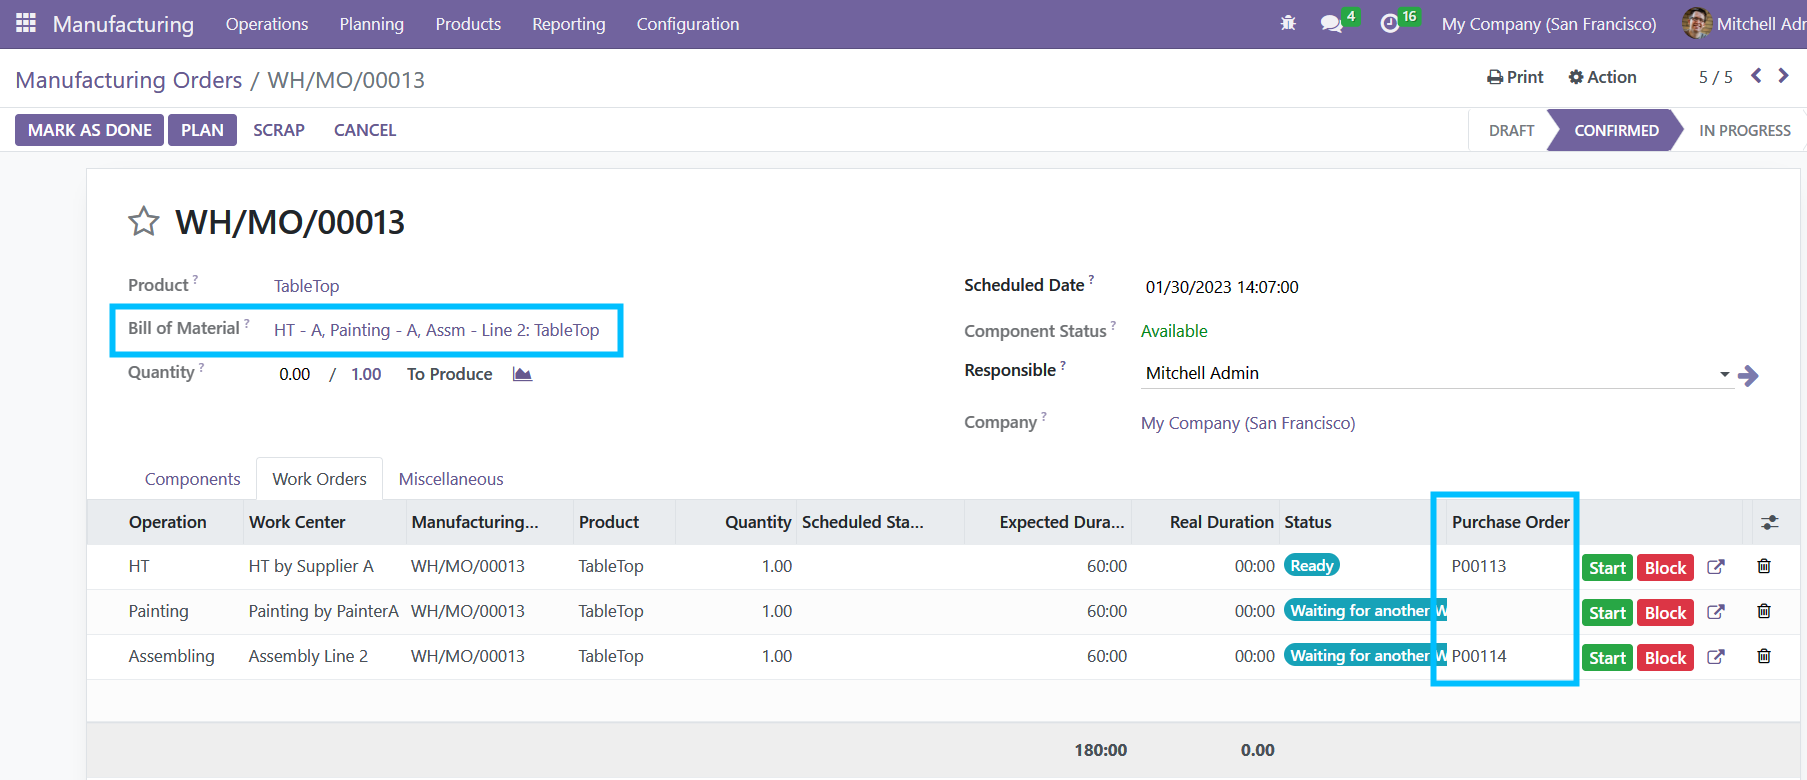 Manufacturing Operations Planning Products Reporting Configuration 4 16 My Company (San Francisco) Mitchell Adr
Manufacturing Orders / WH/MO/00013 Print Action 5 / 5
MARK AS DONE PLAN SCRAP CANCEL DRAFT CONFIRMED IN PROGRESS
WH/MO/00013
Product ? TableTop Scheduled Date ? 01/30/2023 14:07:00
Bill of Material ? HT - A, Painting - A, Assm - Line 2: TableTop Component Status ? Available
Quantity ? 0.00 / 1.00 To Produce Responsible ? Mitchell Admin
Company ? My Company (San Francisco)
Components Work Orders Miscellaneous
Operation Work Center Manufacturing... Product Quantity Scheduled Sta... Expected Dura... Real Duration Status Purchase Order
HT HT by Supplier A WH/MO/00013 TableTop 1.00 60:00 00:00 Ready P00113 Start Block
Painting Painting by PainterA WH/MO/00013 TableTop 1.00 60:00 00:00 Waiting for another W Start Block
Assembling Assembly Line 2 WH/MO/00013 TableTop 1.00 60:00 00:00 Waiting for another W P00114 Start Block
180:00 0.00